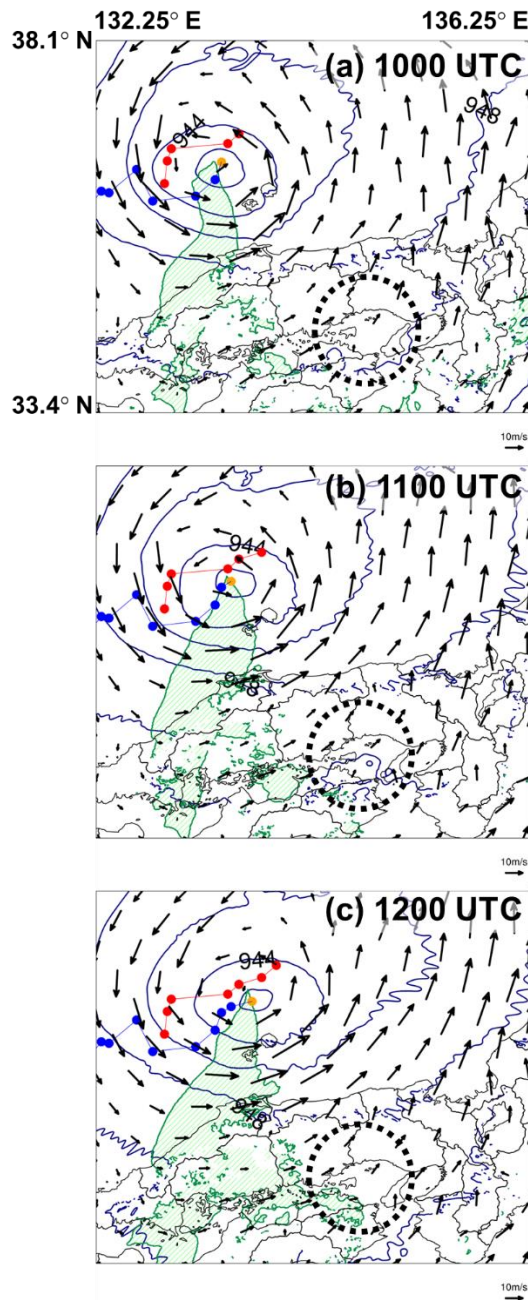 132.25° E 136.25° E
38.1° N
(a) 1000 UTC
944
948
33.4° N
10m/s
(b) 1100 UTC
944
948
10m/s
(c) 1200 UTC
944
948
10m/s